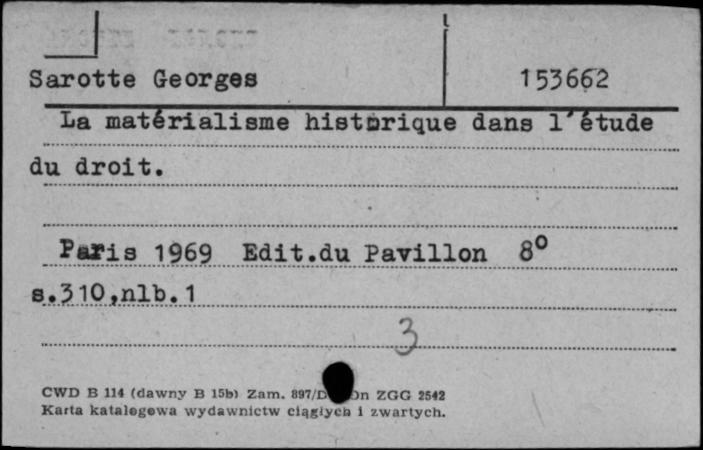 Sarotte Georges 153662
La matérialisme historique dans l'étude
du droit.
Paris 1969 Edit.du Pavillon 8º
s.310,nlb.1
3
CWD B 114 (dawny B 15b) Zam. 897/D ZGG 2542
Karta katalogowa wydawnictw ciągłych i zwartych.